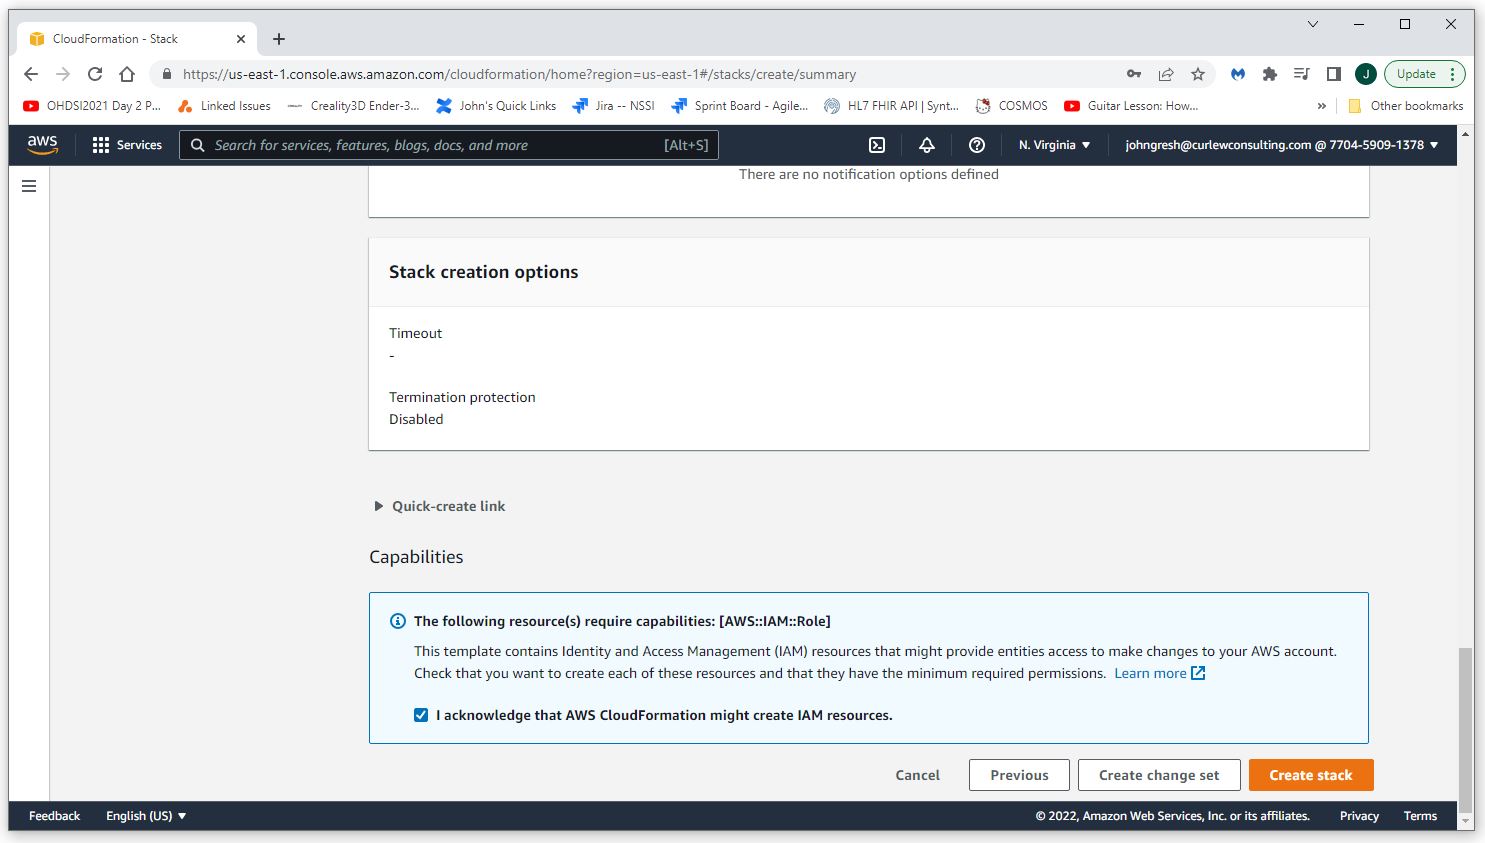 CloudFormation - Stack
https://us-east-1.console.aws.amazon.com/cloudformation/home?region=us-east-1#/stacks/create/summary
J
Update
OHDSI2021 Day 2 P...
Linked Issues
Creality3D Ender-3...
John's Quick Links
Jira -- NSSI
Sprint Board - Agile...
HL7 FHIR API | Synt...
COSMOS
Guitar Lesson: How...
»
Other bookmarks
aws
Services
Search for services, features, blogs, docs, and more
[Alt+S]
N. Virginia
johngresh@curlewconsulting.com @ 7704-5909-1378
There are no notification options defined
Stack creation options
Timeout
-
Termination protection
Disabled
Quick-create link
Capabilities
The following resource(s) require capabilities: [AWS::IAM::Role]
This template contains Identity and Access Management (IAM) resources that might provide entities access to make changes to your AWS account.
Check that you want to create each of these resources and that they have the minimum required permissions. Learn more
I acknowledge that AWS CloudFormation might create IAM resources.
Cancel
Previous
Create change set
Create stack
Feedback
English (US)
© 2022, Amazon Web Services, Inc. or its affiliates.
Privacy
Terms